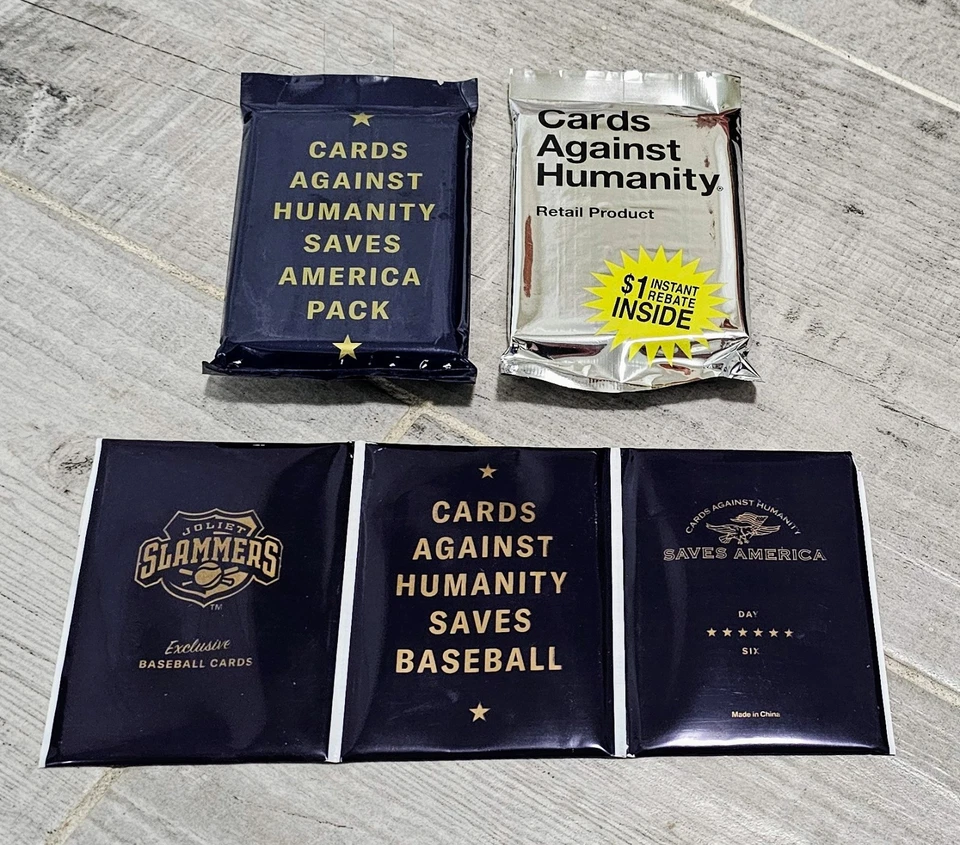 CARDS
AGAINST
HUMANITY
SAVES
AMERICA
PACK
Cards
Against
Humanity®
Retail Product
$1 INSTANT
REBATE
INSIDE
JOLIET
SLAMMERS
TM
Exclusive
BASEBALL CARDS
CARDS
AGAINST
HUMANITY
SAVES
BASEBALL
CARDS AGAINST HUMANITY
SAVES AMERICA
DAY
SIX
Made in China